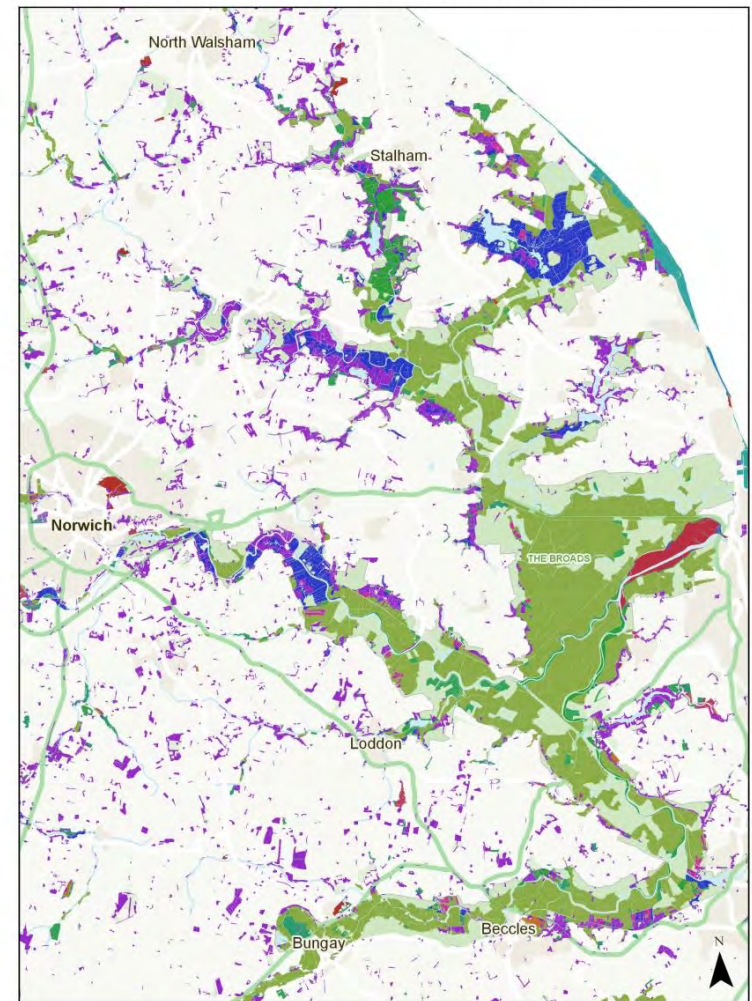 North Walsham
Stalham
Norwich
THE BROADS
Loddon
Beccles
Bungay
N